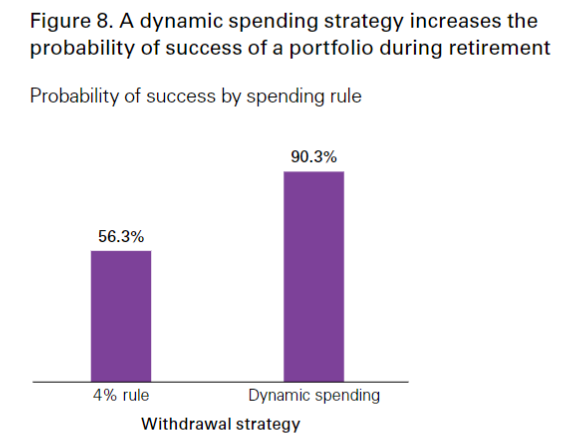 Figure 8. A dynamic spending strategy increases the
probability of success of a portfolio during retirement
Probability of success by spending rule
90.3%
56.3%
4% rule
Dynamic spending
Withdrawal strategy